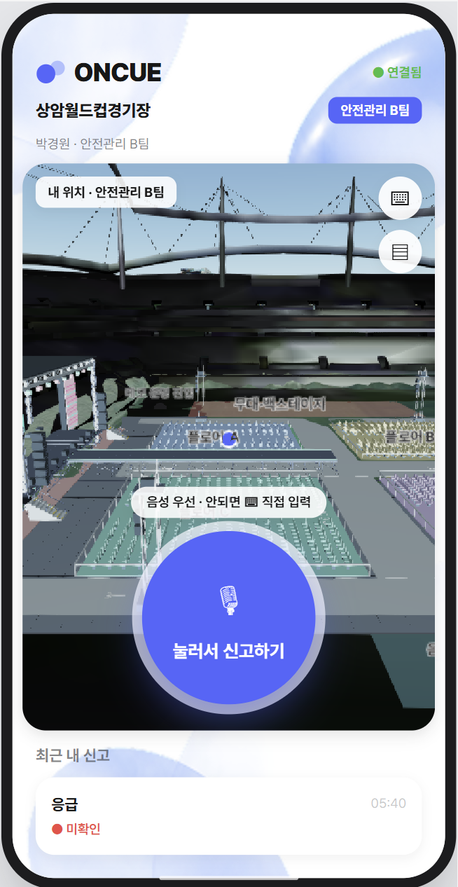 ONCUE
연결됨
상암월드컵경기장
안전관리 B팀
박경원 · 안전관리 B팀
내 위치 · 안전관리 B팀
무대·백스테이지
플로어 A
플로어 B
음성 우선 · 안되면 ⌨ 직접 입력
눌러서 신고하기
최근 내 신고
응급
05:40
미확인